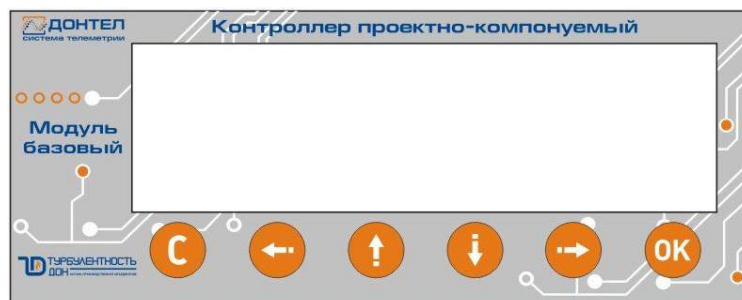 ДОНТЕЛ
система телеметрии
Контроллер проектно-компонуемый
Модуль
базовый
C
OK
ТУРБУЛЕНТНОСТЬ
ДОН